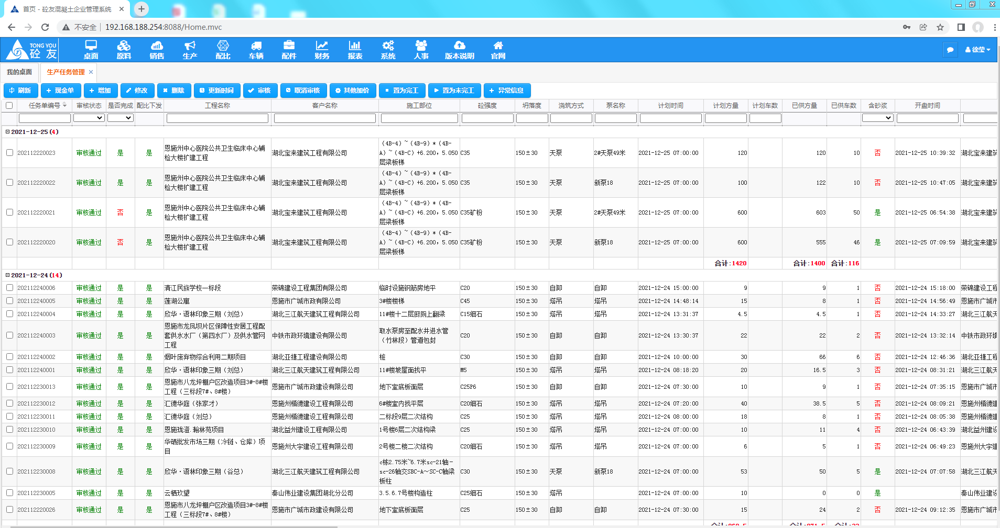 首页 - 砼友混凝土企业管理系统
不安全 192.168.188.254:8088/Home.mvc
TONG YOU 砼友 桌面 原料 销售 生产 配比 车辆 配件 财务 报表 系统 人事 版本说明 官网 徐莹
我的桌面 生产任务管理
刷新 现金单 增加 修改 删除 更新时间 审核 取消审核 其他加价 置为完工 置为未完工 异常信息
任务单编号 审核状态 是否完成 配比下发 工程名称 客户名称 施工部位 砼强度 坍落度 浇筑方式 泵名称 计划时间 计划方量 计划车数 已供方量 已供车数 含砂浆 开盘时间
2021-12-25(4)
202112220023 审核通过 是 是 恩施州中心医院公共卫生临床中心辅检大楼扩建工程 湖北宝来建筑工程有限公司 （4B-4）~（4B-9）*（4B-A）~（4B-C）+6.200，5.050层梁板梯 C35 150±30 天泵 2#天泵49米 2021-12-25 07:00:00 120 120 10 否 2021-12-25 10:39:32 湖北宝来建筑
202112220022 审核通过 是 是 恩施州中心医院公共卫生临床中心辅检大楼扩建工程 湖北宝来建筑工程有限公司 （4B-4）~（4B-9）*（4B-A）~（4B-C）+6.200，5.050层梁板梯 C35 150±30 天泵 新泵18 2021-12-25 07:00:00 100 122 10 否 2021-12-25 10:47:05 湖北宝来建筑
202112220021 审核通过 否 是 恩施州中心医院公共卫生临床中心辅检大楼扩建工程 湖北宝来建筑工程有限公司 （4B-4）~（4B-9）*（4B-A）~（4B-C）+6.200，5.050层梁板梯 C35矿粉 150±30 天泵 2#天泵49米 2021-12-25 07:00:00 600 603 50 是 2021-12-25 06:54:38 湖北宝来建筑
202112220020 审核通过 否 是 恩施州中心医院公共卫生临床中心辅检大楼扩建工程 湖北宝来建筑工程有限公司 （4B-4）~（4B-9）*（4B-A）~（4B-C）+6.200，5.050层梁板梯 C35矿粉 150±30 天泵 新泵18 2021-12-25 07:00:00 600 555 46 是 2021-12-25 07:09:59 湖北宝来建筑
合计:1420 合计:1400 合计:116
2021-12-24(14)
202112240006 审核通过 是 是 清江民族学校一标段 荣锦建设工程集团有限公司 临时设施钢筋房地平 C20 150±30 自卸 自卸 2021-12-24 15:00:00 9 9 1 否 2021-12-24 15:18:00 荣锦建设工程
202112240005 审核通过 是 是 莲湖公寓 恩施市广城市政有限公司 3#楼楼梯 C45 150±30 塔吊 塔吊 2021-12-24 14:48:14 15 8 1 否 2021-12-24 14:56:49 恩施市广城市
202112240004 审核通过 是 是 欣华·语林印象三期（刘总） 湖北三江航天建筑工程有限公司 11#楼十二层厨厕上翻梁 C15细石 150±30 塔吊 塔吊 2021-12-24 13:31:37 4.5 4.5 1 否 2021-12-24 14:33:27 湖北三江航天
202112240003 审核通过 是 是 恩施市龙凤坝片区保障性安居工程配套供水水厂（第四水厂）及供水管网工程 中铁市政环境建设有限公司 取水泵房至配水井进水管（竹林段）管道包封 C20 150±30 自卸 自卸 2021-12-24 13:30:37 22 22 2 否 2021-12-24 13:32:14 中铁市政环境
202112240002 审核通过 是 是 烟叶废弃物综合利用二期项目 湖北亚捷工程建设有限公司 桩 C30 150±30 自卸 自卸 2021-12-24 10:00:00 30 66 6 否 2021-12-24 12:46:36 湖北亚捷工程
202112240001 审核通过 是 是 欣华·语林印象三期（刘总） 湖北三江航天建筑工程有限公司 11#楼坡屋面找平 M5 150±30 塔吊 塔吊 2021-12-24 08:18:20 20 16.5 3 否 2021-12-24 08:31:21 湖北三江航天
202112230013 审核通过 是 是 恩施市八龙坪棚户区改造项目3#-8#楼工程（三标段7#、8#楼） 恩施市广城市政建设有限公司 地下室底板面层 C25P6 150±30 自卸 自卸 2021-12-24 07:30:00 10 9 1 否 2021-12-24 07:35:15 恩施市广城市
202112230012 审核通过 是 是 汇德华庭（张家才） 恩施州楷德建设工程有限公司 6#楼室内找平层 C20细石 150±30 塔吊 塔吊 2021-12-24 07:20:00 40 38.5 5 否 2021-12-24 08:09:21 恩施州楷德建
202112230011 审核通过 是 是 汇德华庭（刘总） 恩施州楷德建设工程有限公司 二标段9层二次结构 C25 150±30 塔吊 塔吊 2021-12-24 08:00:00 18 8 1 否 2021-12-24 08:05:38 恩施州楷德建
202112230010 审核通过 是 是 恩施珑澄.翰林苑项目 湖北益州建设工程有限公司 1号楼6层二次结构梁 C25 150±30 塔吊 塔吊 2021-12-24 07:00:00 10 11 4 否 2021-12-24 06:43:39 湖北益州建设
202112230009 审核通过 是 是 华硒批发市场三期（冷链、仓库）项目 恩施州大宇建设工程有限公司 2号楼二楼二次结构 C20细石 150±30 塔吊 塔吊 2021-12-24 07:00:00 6 5 1 否 2021-12-24 06:49:23 恩施州大宇建
202112230008 审核通过 是 是 欣华·语林印象三期（谷总） 湖北三江航天建筑工程有限公司 c栋2.75米~6.7米sc-21轴-sc-26轴交SBC-A～SC-C轴梁板柱 C30 150±30 天泵 新泵18 2021-12-24 07:00:00 53 50 5 是 2021-12-24 07:07:58 湖北三江航天
202112230005 审核通过 是 是 云栖玖望 秦山伟业建设集团湖北分公司 3.5.6.7号楼构造柱 C25细石 150±30 塔吊 2021-12-24 07:00:00 10 0 0 是 秦山伟业建设
202112220026 审核通过 是 是 恩施市八龙坪棚户区改造项目3#-8#楼工程（三标段7#、8#楼） 恩施市广城市政建设有限公司 地下室底板面层 C25 150±30 自卸 自卸 2021-12-24 07:30:00 15 24 2 否 2021-12-24 09:12:35 恩施市广城市